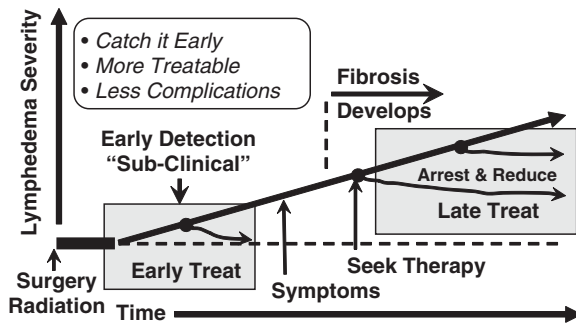 • Catch it Early
• More Treatable
• Less Complications
Lymphedema Severity
Fibrosis
Develops
Early Detection
“Sub-Clinical”
Arrest & Reduce
Late Treat
Early Treat
Seek Therapy
Symptoms
Surgery
Radiation
Time